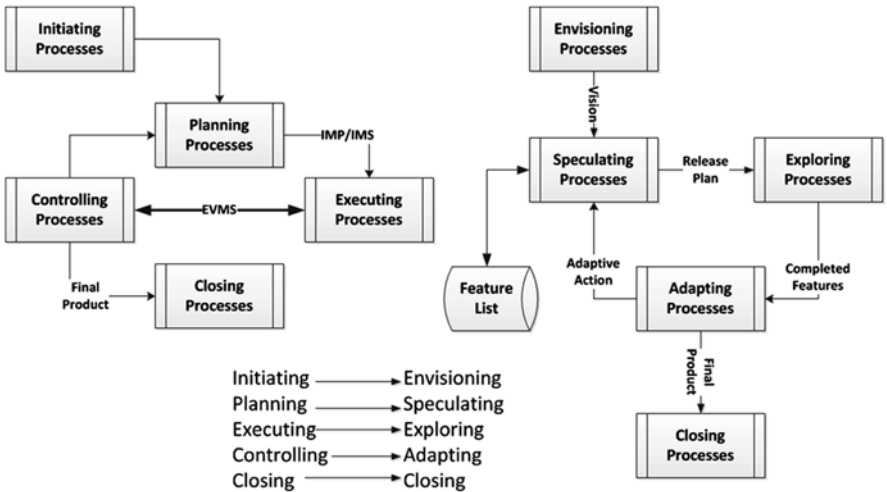 Initiating
Processes
Planning
Processes
IMP/IMS
Controlling
Processes
EVMS
Executing
Processes
Final
Product
Closing
Processes
Envisioning
Processes
Vision
Speculating
Processes
Release
Plan
Exploring
Processes
Feature
List
Adaptive
Action
Adapting
Processes
Completed
Features
Final
Product
Closing
Processes
Initiating Envisioning
Planning Speculating
Executing Exploring
Controlling Adapting
Closing Closing